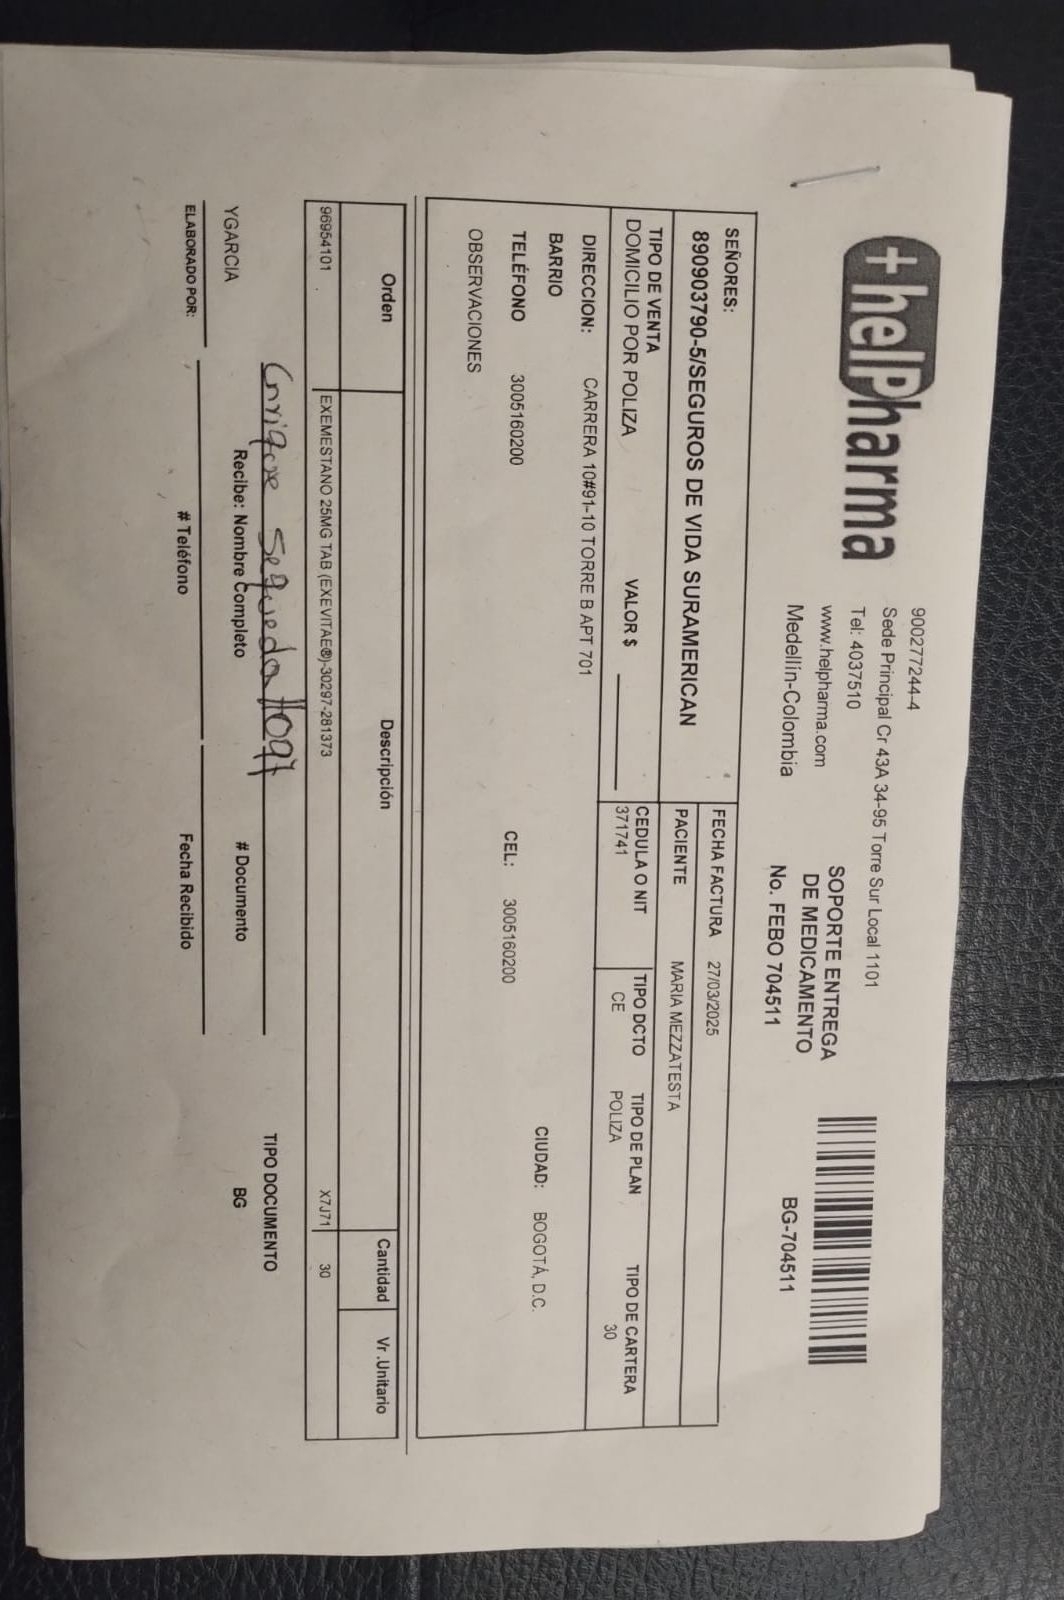 +helPharma
900277244-4
Sede Principal Cr 43A 34-95 Torre Sur Local 1101
Tel: 4037510
www.helpharma.com
Medellin-Colombia
SOPORTE ENTREGA
DE MEDICAMENTO
No. FEBO 704511
BG-704511
SEÑORES:
890903790-5/SEGUROS DE VIDA SURAMERICAN
FECHA FACTURA 27/03/2025
PACIENTE MARIA MEZZATESTA
TIPO DE VENTA VALOR $
DOMICILIO POR POLIZA
CEDULA O NIT TIPO DCTO TIPO DE PLAN TIPO DE CARTERA
371741 CE POLIZA 30
DIRECCION: CARRERA 10#91-10 TORRE B APT 701
BARRIO CIUDAD: BOGOTÁ, D.C.
TELÉFONO 3005160200 CEL: 3005160200
OBSERVACIONES
Orden Descripción Cantidad Vr .Unitario
96954101 EXEMESTANO 25MG TAB (EXEVITAE®)-30297-281373 X7J71 30
Enrique Sequeda 1097
YGARCIA Recibe: Nombre Completo # Documento TIPO DOCUMENTO
BG
ELABORADO POR: # Teléfono Fecha Recibido